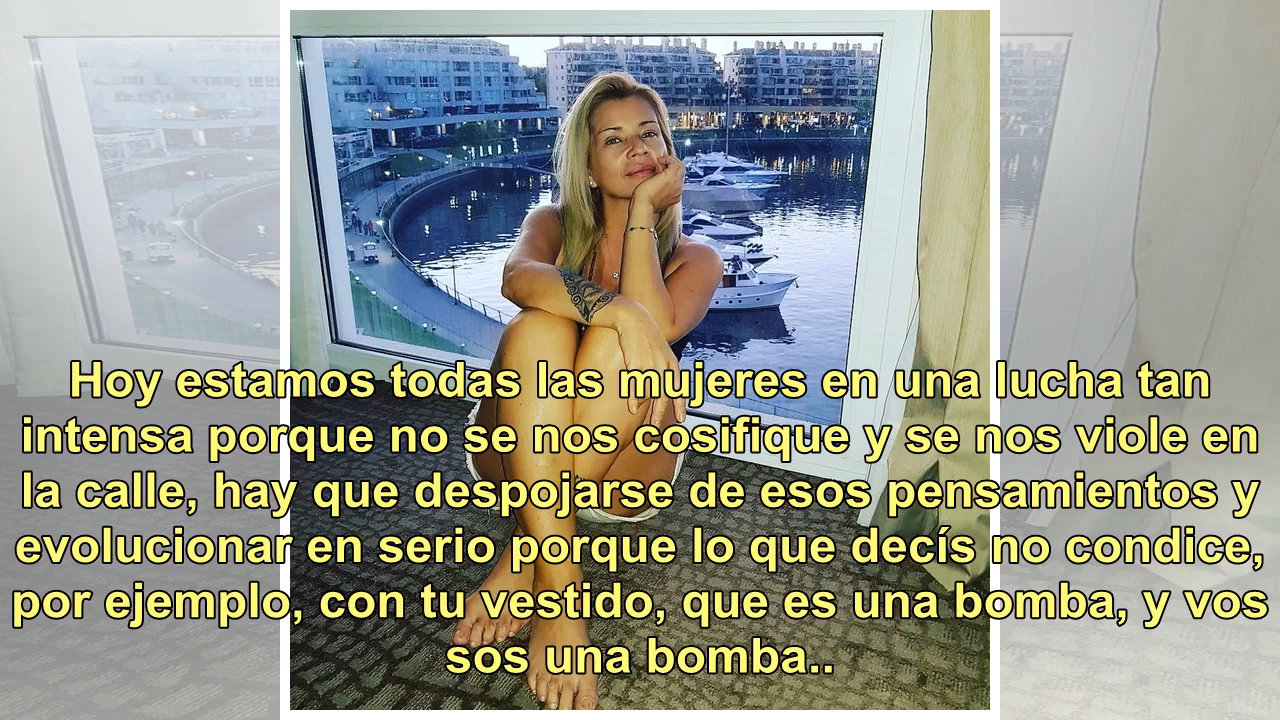 Hoy estamos todas las mujeres en una lucha tan
intensa porque no se nos cosifique y se nos viole en
la calle, hay que despojarse de esos pensamientos y
evolucionar en serio porque lo que decís no condice,
por ejemplo, con tu vestido, que es una bomba, y vos
sos una bomba..